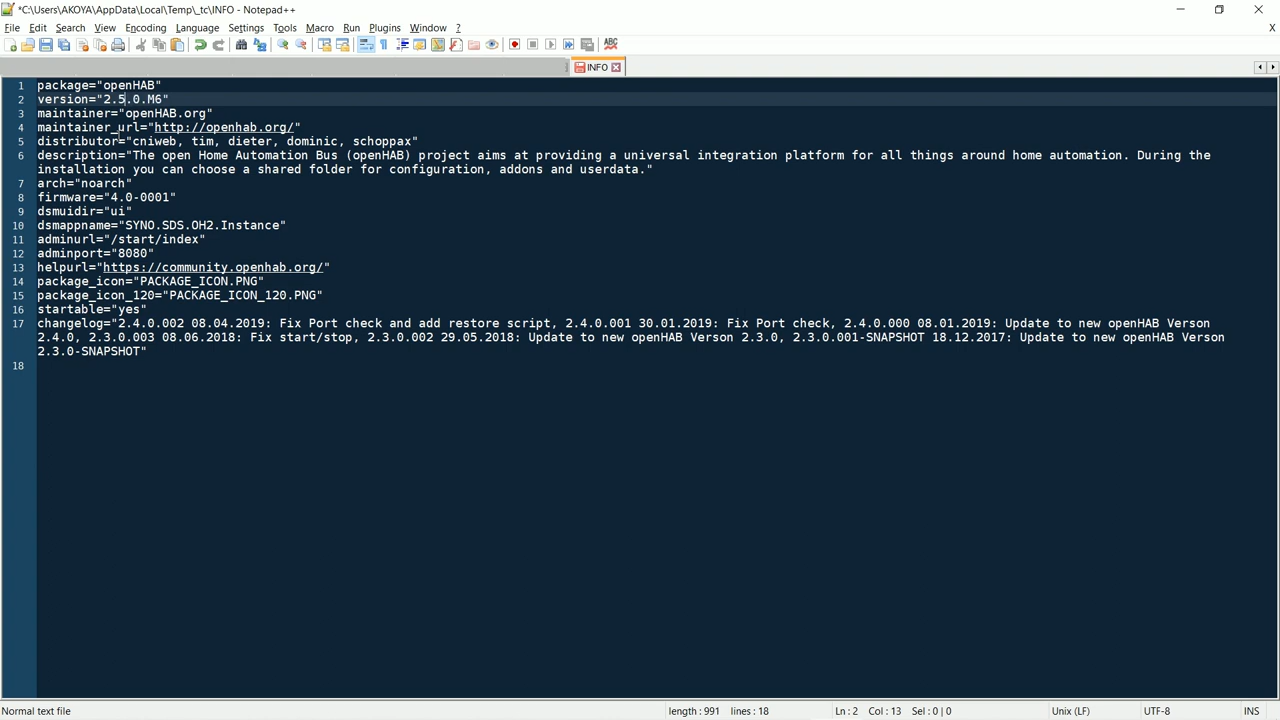 *C:\Users\AKOYA\AppData\Local\Temp\_tc\INFO - Notepad++
File Edit Search View Encoding Language Settings Tools Macro Run Plugins Window ? X
INFO
1 package="openHAB"
2 version="2.5.0.M6"
3 maintainer="openHAB.org"
4 maintainer_url="http://openhab.org/"
5 distributor="cniweb, tim, dieter, dominic, schoppax"
6 description="The open Home Automation Bus (openHAB) project aims at providing a universal integration platform for all things around home automation. During the
installation you can choose a shared folder for configuration, addons and userdata."
7 arch="noarch"
8 firmware="4.0-0001"
9 dsmuidir="ui"
10 dsmappname="SYNO.SDS.OH2.Instance"
11 adminurl="/start/index"
12 adminport="8080"
13 helpurl="https://community.openhab.org/"
14 package_icon="PACKAGE_ICON.PNG"
15 package_icon_120="PACKAGE_ICON_120.PNG"
16 startable="yes"
17 changelog="2.4.0.002 08.04.2019: Fix Port check and add restore script, 2.4.0.001 30.01.2019: Fix Port check, 2.4.0.000 08.01.2019: Update to new openHAB Verson
2.4.0, 2.3.0.003 08.06.2018: Fix start/stop, 2.3.0.002 29.05.2018: Update to new openHAB Verson 2.3.0, 2.3.0.001-SNAPSHOT 18.12.2017: Update to new openHAB Verson
2.3.0-SNAPSHOT"
18
Normal text file length : 991 lines : 18 Ln : 2 Col : 13 Sel : 0 | 0 Unix (LF) UTF-8 INS